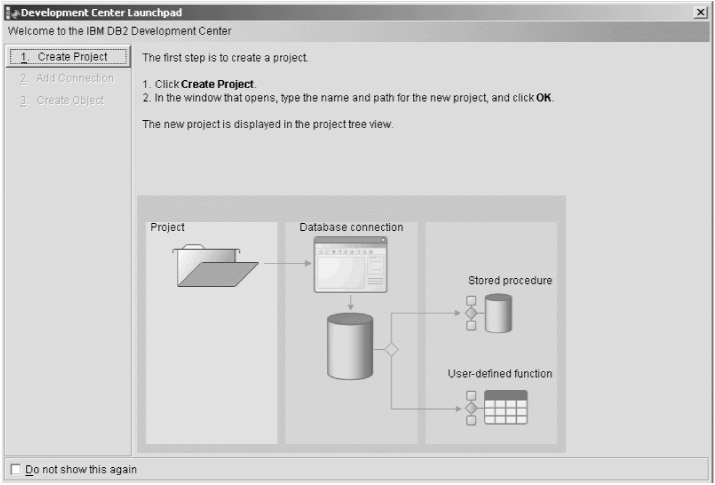 Development Center Launchpad
Welcome to the IBM DB2 Development Center
1. Create Project
2. Add Connection
3. Create Object
The first step is to create a project.
1. Click Create Project.
2. In the window that opens, type the name and path for the new project, and click OK.
The new project is displayed in the project tree view.
Project
Database connection
Stored procedure
User-defined function
Do not show this again